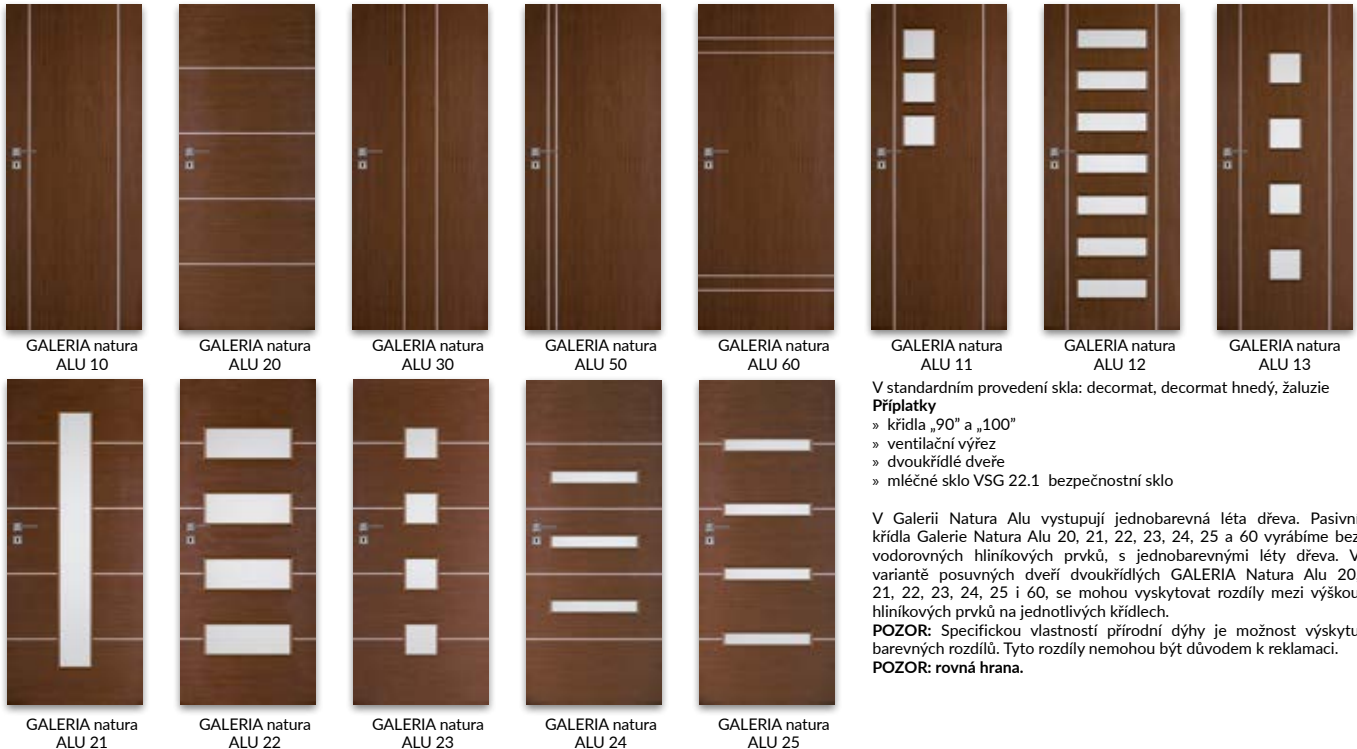 GALERIA natura
ALU 10
GALERIA natura
ALU 20
GALERIA natura
ALU 30
GALERIA natura
ALU 50
GALERIA natura
ALU 60
GALERIA natura
ALU 11
GALERIA natura
ALU 12
GALERIA natura
ALU 13
GALERIA natura
ALU 21
GALERIA natura
ALU 22
GALERIA natura
ALU 23
GALERIA natura
ALU 24
GALERIA natura
ALU 25
V standardním provedení skla: decormat, decormat hnedý, žaluzie
Příplatky
» křidla „90” a „100”
» ventilační výřez
» dvoukřídlé dveře
» mléčné sklo VSG 22.1 bezpečnostní sklo
V Galerii Natura Alu vystupují jednobarevná léta dřeva. Pasivní
křídla Galerie Natura Alu 20, 21, 22, 23, 24, 25 a 60 vyrábíme bez
vodorovných hliníkových prvků, s jednobarevnými léty dřeva. V
variantě posuvných dveří dvoukřídlých GALERIA Natura Alu 20,
21, 22, 23, 24, 25 i 60, se mohou vyskytovat rozdíly mezi výškou
hliníkových prvků na jednotlivých křídlech.
POZOR: Specifickou vlastností přírodní dýhy je možnost výskytu
barevných rozdílů. Tyto rozdíly nemohou být důvodem k reklamaci.
POZOR: rovná hrana.